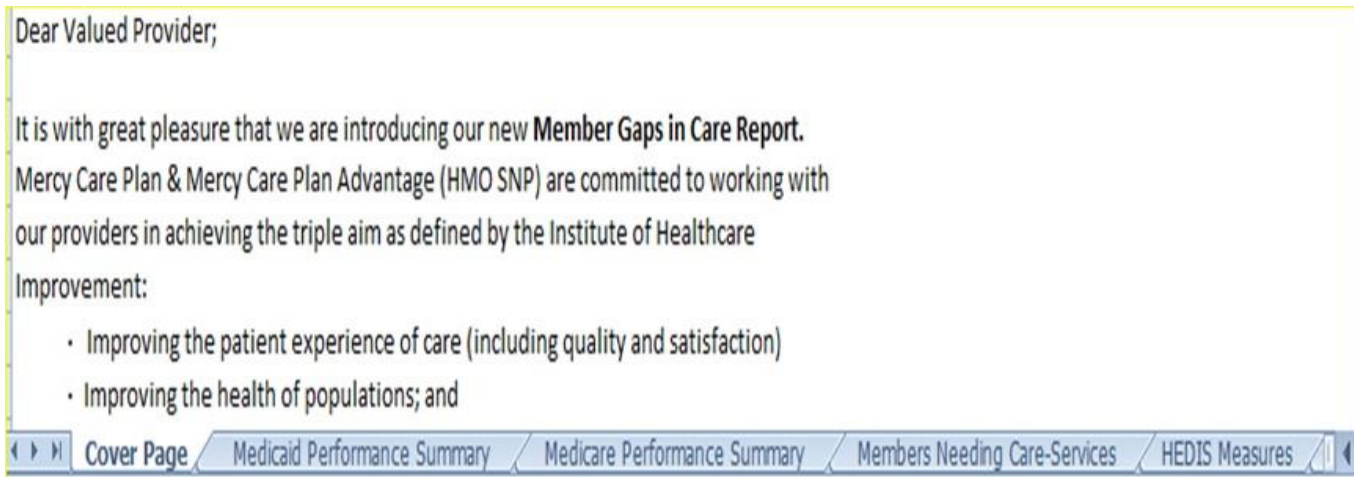 Dear Valued Provider;
It is with great pleasure that we are introducing our new Member Gaps in Care Report.
Mercy Care Plan & Mercy Care Plan Advantage (HMO SNP) are committed to working with
our providers in achieving the triple aim as defined by the Institute of Healthcare
Improvement:
· Improving the patient experience of care (including quality and satisfaction)
· Improving the health of populations; and
Cover Page Medicaid Performance Summary Medicare Performance Summary Members Needing Care-Services HEDIS Measures